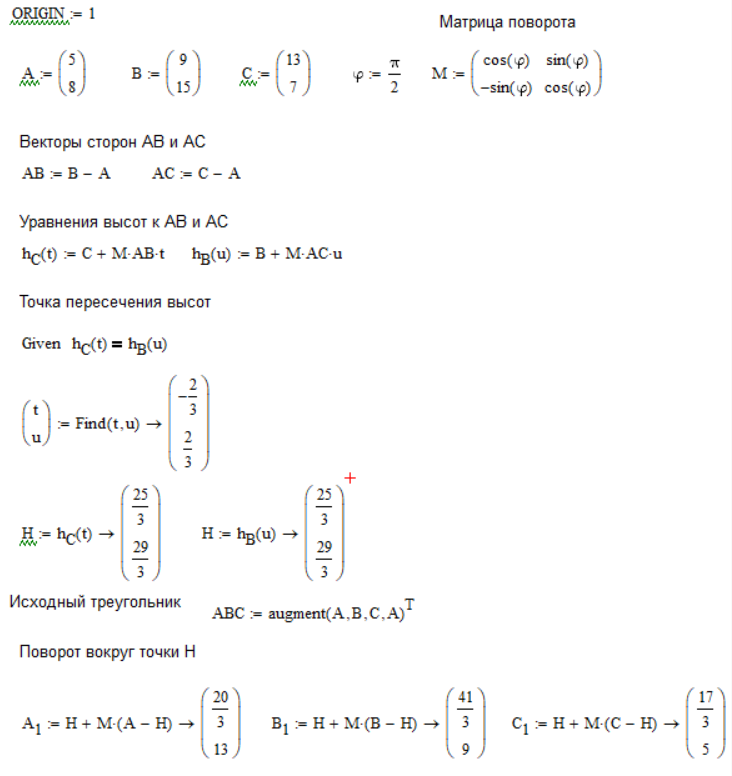 ORIGIN := 1
Матрица поворота
A := (5 8) B := (9 15) C := (13 7) φ := π/2 M := (cos(φ) sin(φ) −sin(φ) cos(φ))
Векторы сторон AB и AC
AB := B − A AC := C − A
Уравнения высот к AB и AC
hC(t) := C + M·AB·t hB(u) := B + M·AC·u
Точка пересечения высот
Given hC(t) = hB(u)
(t u) := Find(t,u) → (−2/3 2/3)
H := hC(t) → (25/3 29/3) H := hB(u) → (25/3 29/3)
Исходный треугольник ABC := augment(A,B,C,A)T
Поворот вокруг точки H
A1 := H + M·(A − H) → (20/3 13) B1 := H + M·(B − H) → (41/3 9) C1 := H + M·(C − H) → (17/3 5)